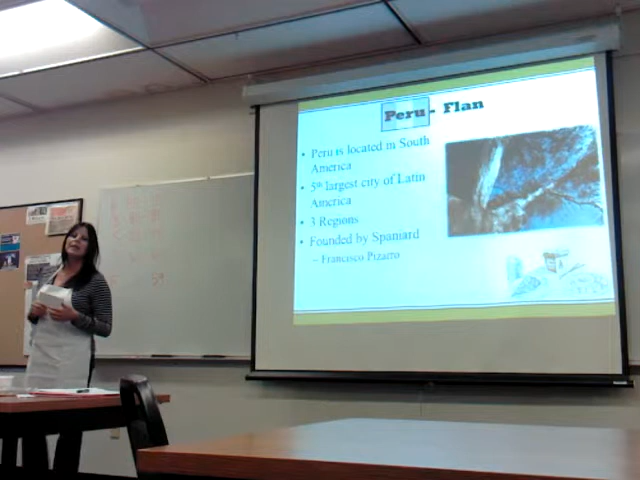 Peru - Flan
• Peru is located in South
America
• 5th largest city of Latin
America
• 3 Regions
• Founded by Spaniard
– Francisco Pizarro